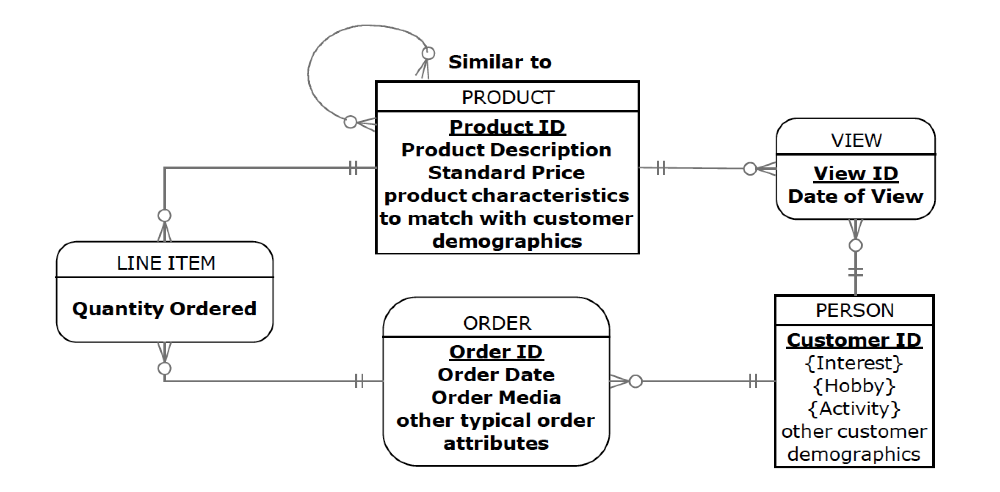 Similar to
PRODUCT
Product ID
Product Description
Standard Price
product characteristics
to match with customer
demographics
VIEW
View ID
Date of View
LINE ITEM
Quantity Ordered
ORDER
Order ID
Order Date
Order Media
other typical order
attributes
PERSON
Customer ID
{Interest}
{Hobby}
{Activity}
other customer
demographics